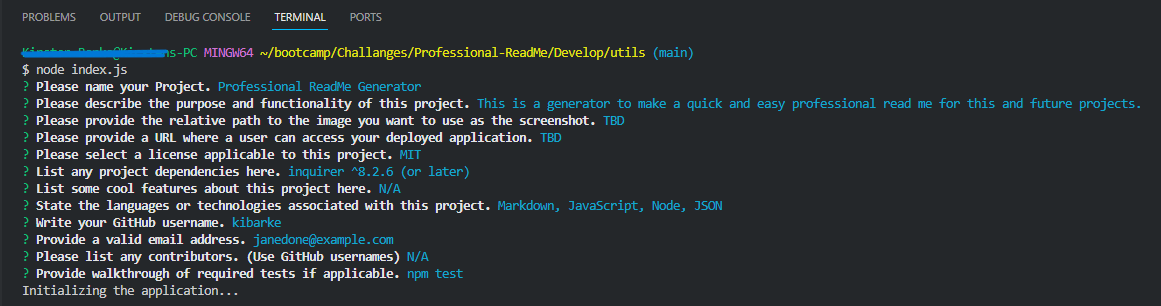 PROBLEMS OUTPUT DEBUG CONSOLE TERMINAL PORTS
-PC MINGW64 ~/bootcamp/Challanges/Professional-ReadMe/Develop/utils (main)
$ node index.js
? Please name your Project. Professional ReadMe Generator
? Please describe the purpose and functionality of this project. This is a generator to make a quick and easy professional read me for this and future projects.
? Please provide the relative path to the image you want to use as the screenshot. TBD
? Please provide a URL where a user can access your deployed application. TBD
? Please select a license applicable to this project. MIT
? List any project dependencies here. inquirer ^8.2.6 (or later)
? List some cool features about this project here. N/A
? State the languages or technologies associated with this project. Markdown, JavaScript, Node, JSON
? Write your GitHub username. kibarke
? Provide a valid email address. janedone@example.com
? Please list any contributors. (Use GitHub usernames) N/A
? Provide walkthrough of required tests if applicable. npm test
Initializing the application...